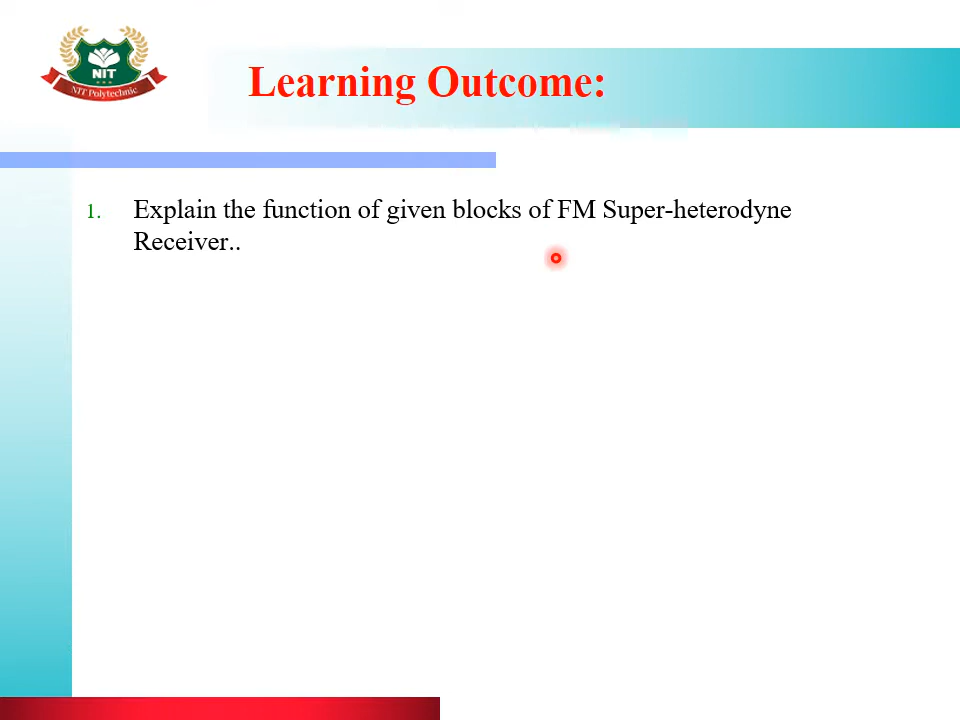 NIT
NIT Polytechnic
Learning Outcome:
1. Explain the function of given blocks of FM Super-heterodyne
Receiver..